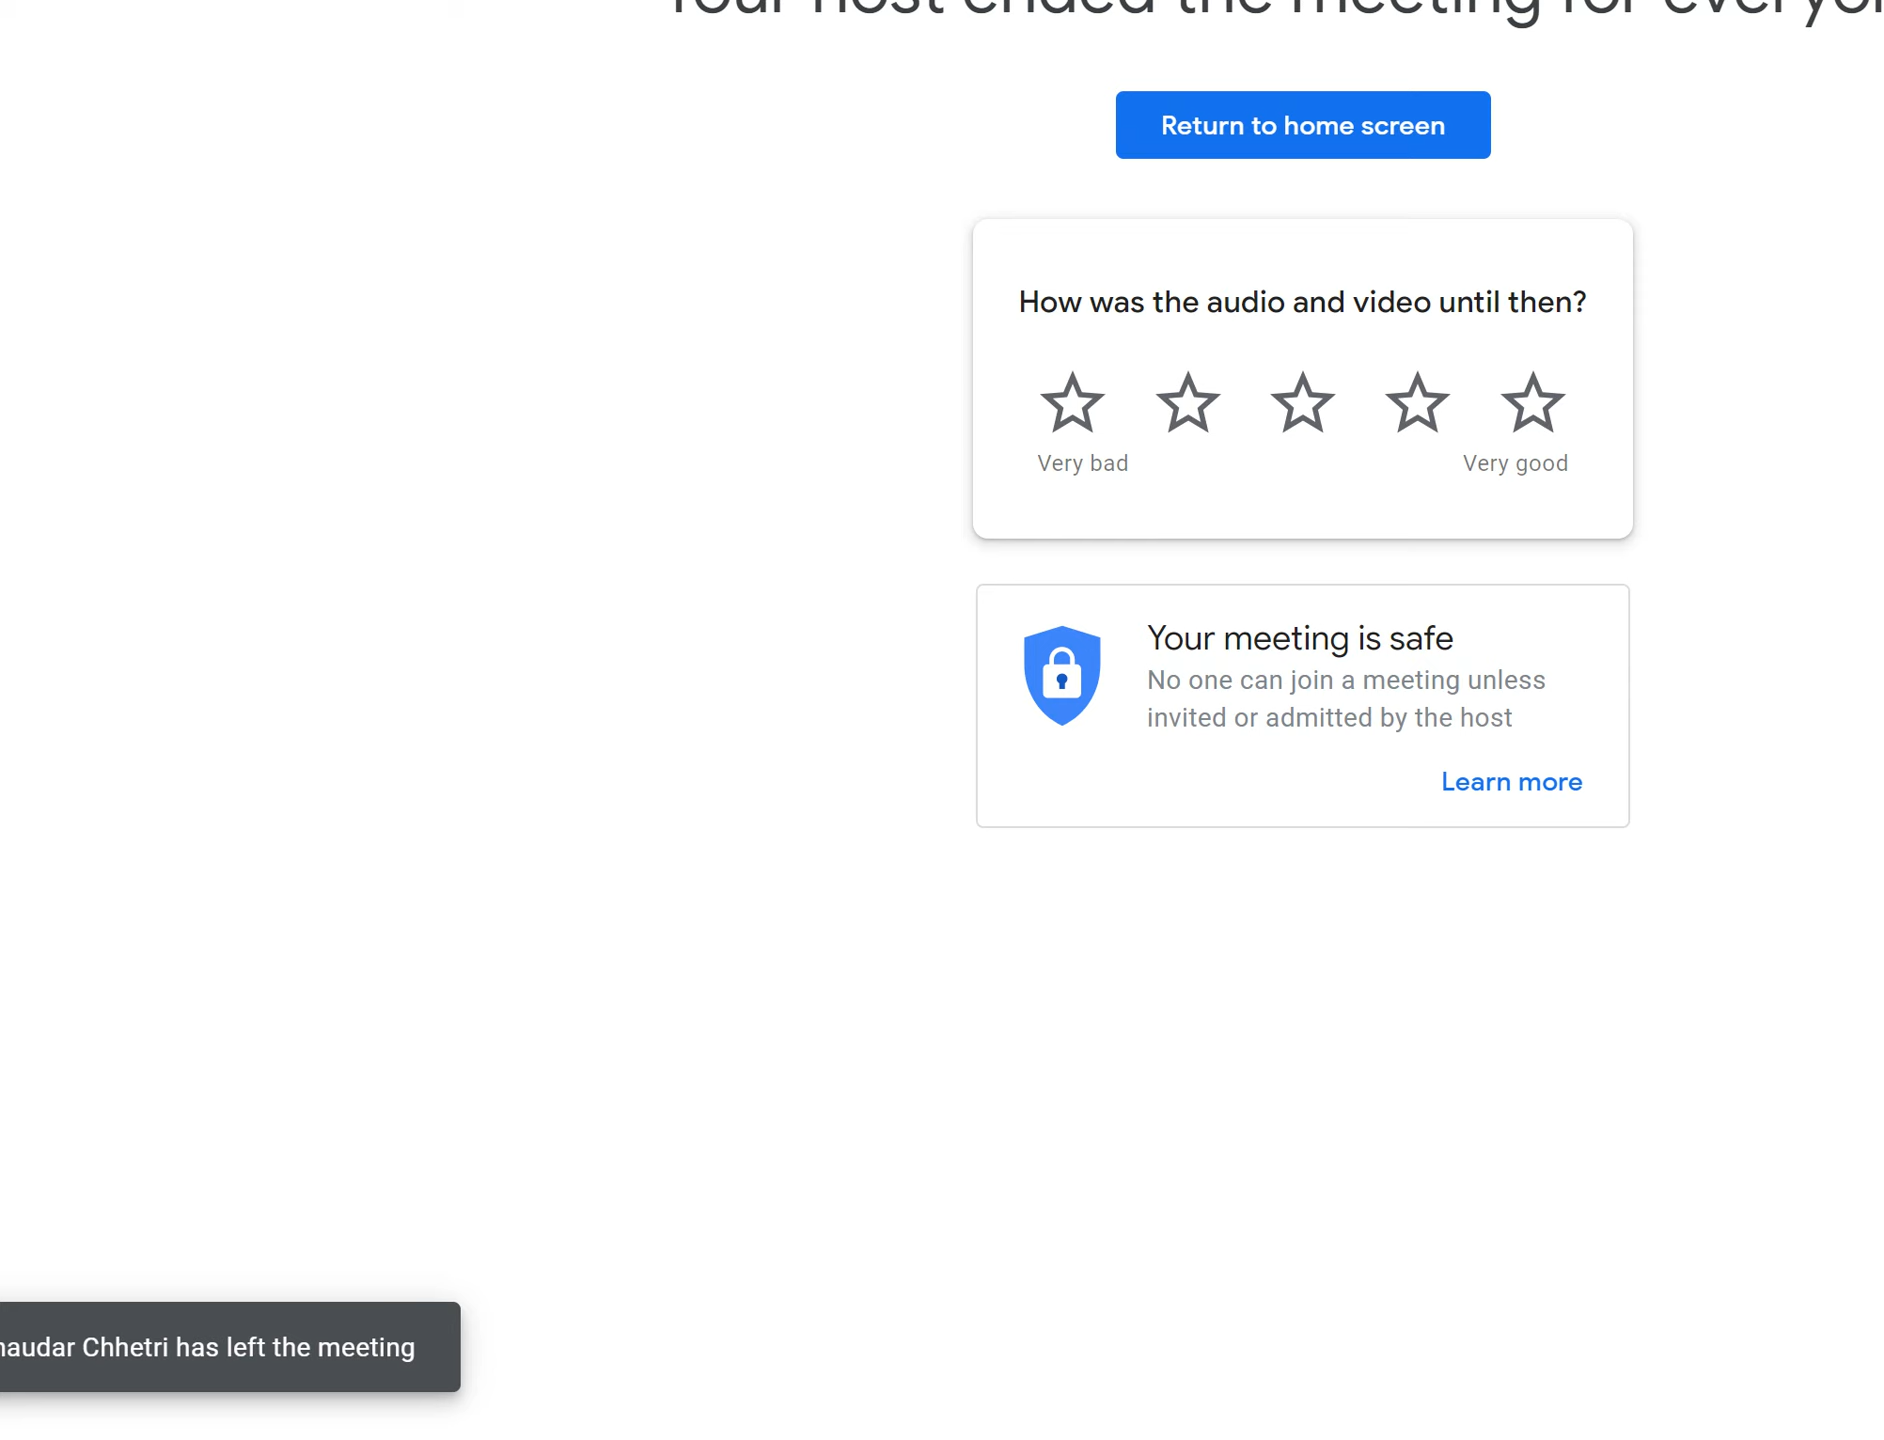 Your host ended the meeting for
Return to home screen
How was the audio and video until then?
Very bad
Very good
Your meeting is safe
No one can join a meeting unless
invited or admitted by the host
Learn more
Chhetri has left the meeting